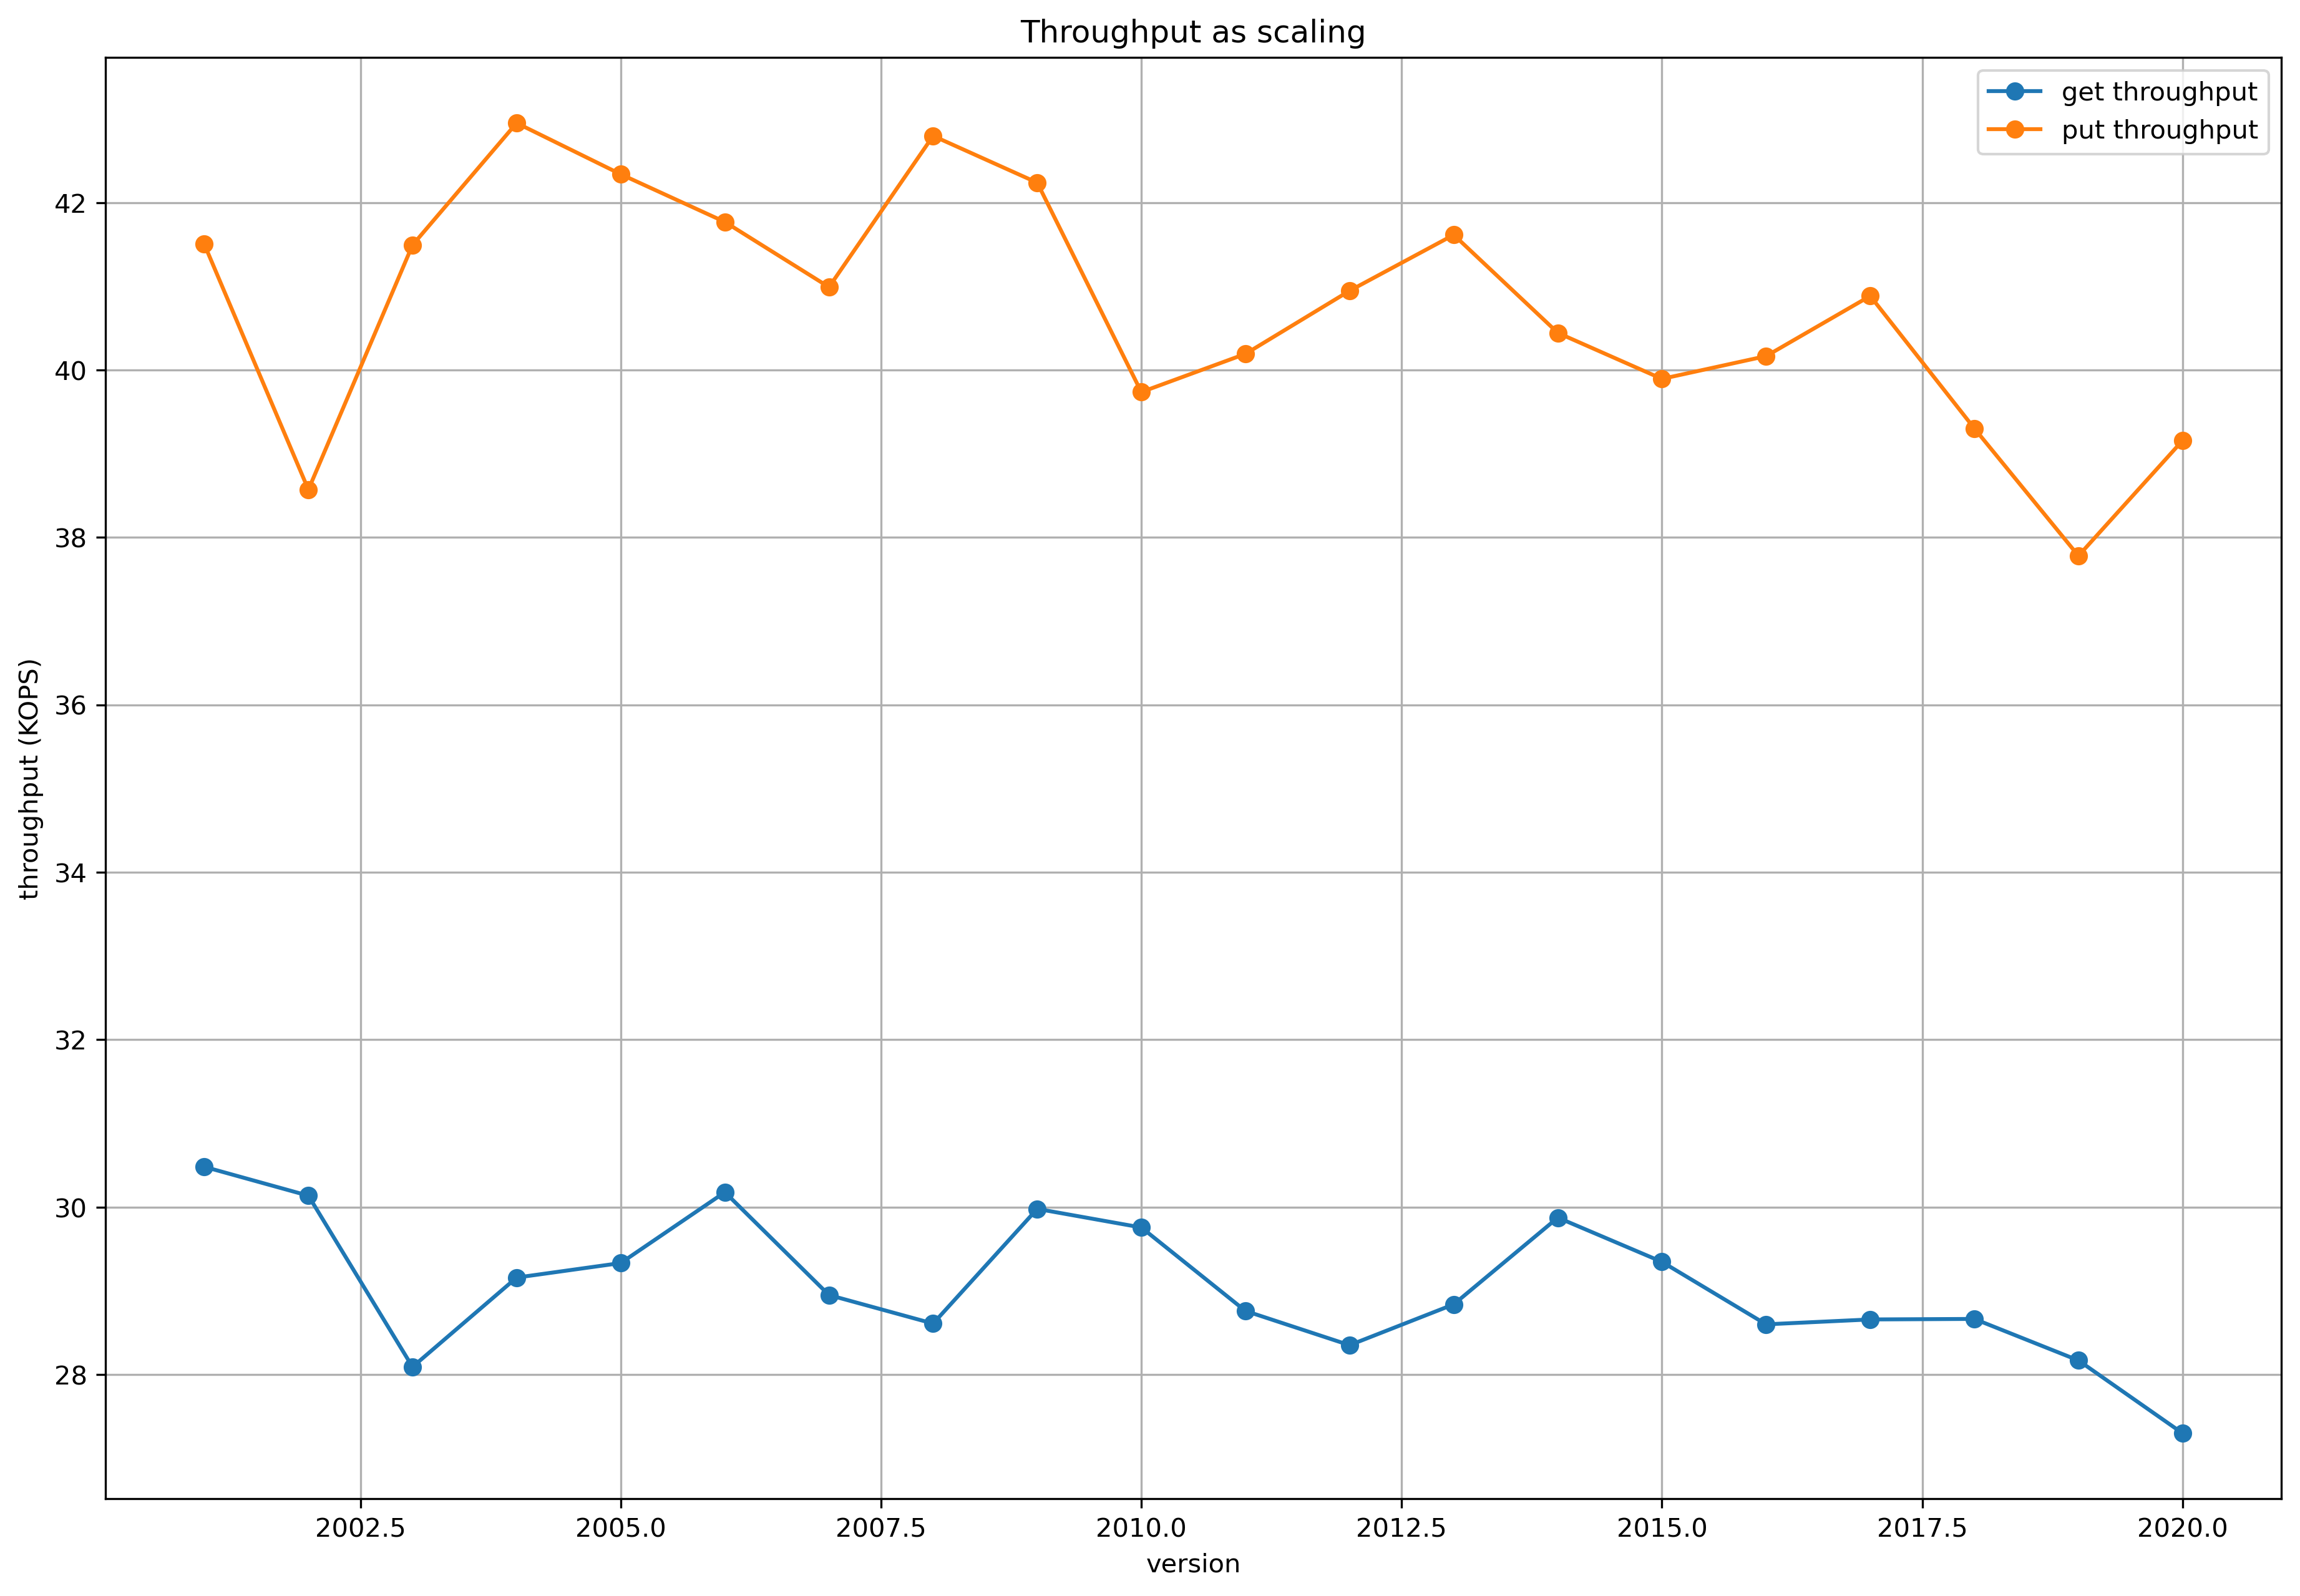 Throughput as scaling
get throughput
put throughput
throughput (KOPS)
42
40
38
36
34
32
30
28
2002.5 2005.0 2007.5 2010.0 2012.5 2015.0 2017.5 2020.0
version